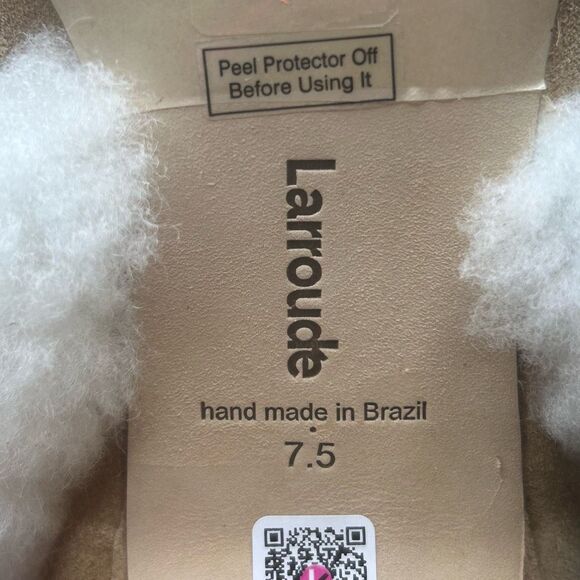 Peel Protector Off
Before Using It
Larroude
hand made in Brazil
7.5